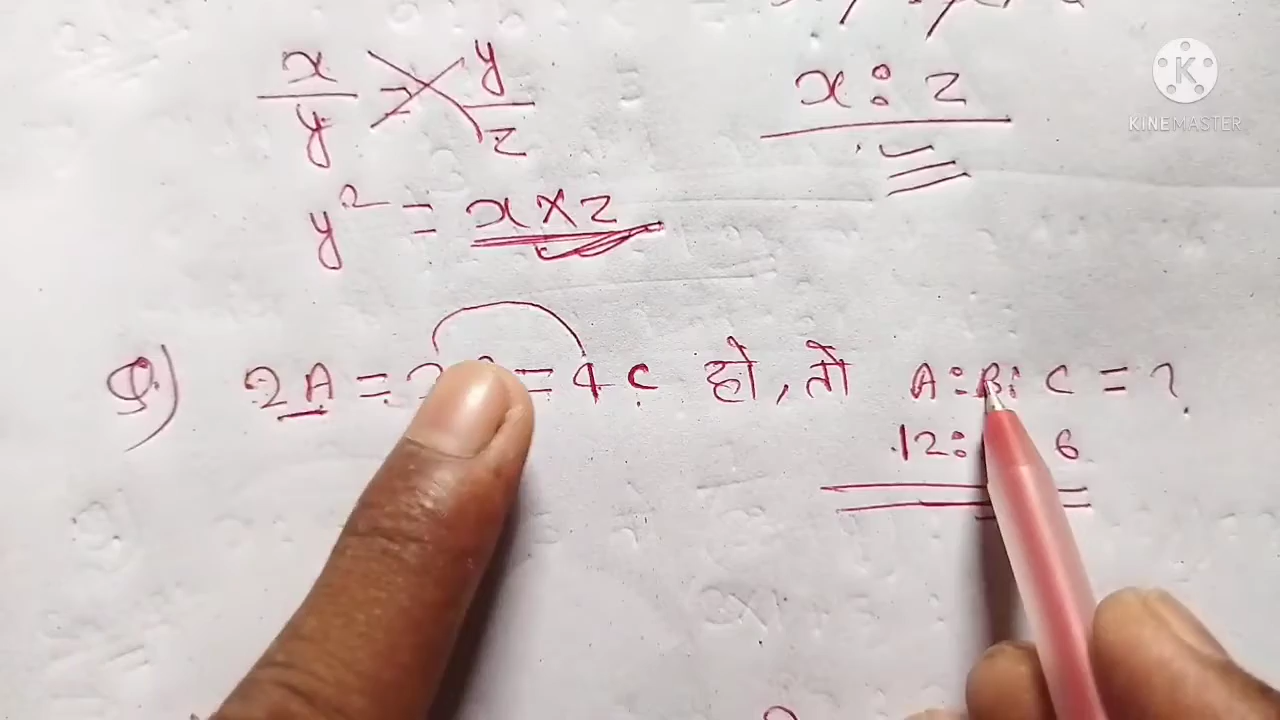 x/y = y/z
x : z
K
KINEMASTER
y² = x × z
Q) 2A = = 4C हो, तो A : B : C = ?
12 : 6